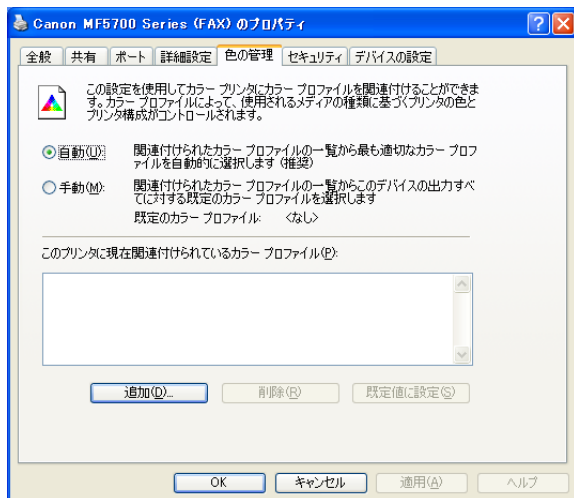 Canon MF5700 Series (FAX) のプロパティ
全般 共有 ポート 詳細設定 色の管理 セキュリティ デバイスの設定
この設定を使用してカラー プリンタにカラー プロファイルを関連付けることができま
す。カラー プロファイルによって、使用されるメディアの種類に基づくプリンタの色と
プリンタ構成がコントロールされます。
自動(U): 関連付けられたカラー プロファイルの一覧から最も適切なカラー プロフ
ァイルを自動的に選択します (推奨)
手動(M): 関連付けられたカラー プロファイルの一覧からこのデバイスの出力すべ
てに対する既定のカラー プロファイルを選択します
既定のカラー プロファイル: <なし>
このプリンタに現在関連付けられているカラー プロファイル(P):
追加(D)... 削除(R) 既定値に設定(S)
OK キャンセル 適用(A) ヘルプ